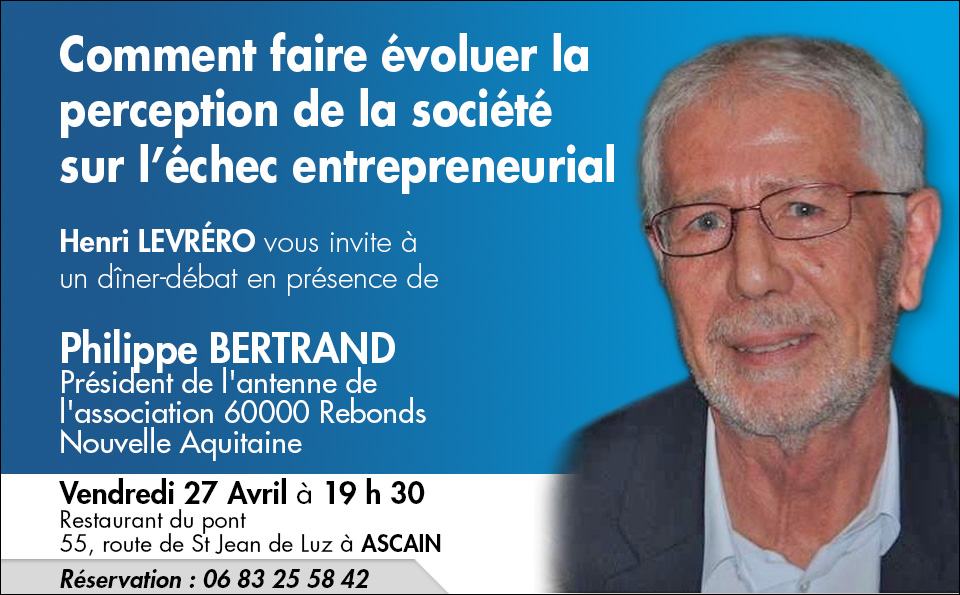 Comment faire évoluer la
perception de la société
sur l’échec entrepreneurial
Henri LEVRÉRO vous invite à
un dîner-débat en présence de
Philippe BERTRAND
Président de l'antenne de
l'association 60000 Rebonds
Nouvelle Aquitaine
Vendredi 27 Avril à 19 h 30
Restaurant du pont
55, route de St Jean de Luz à ASCAIN
Réservation : 06 83 25 58 42